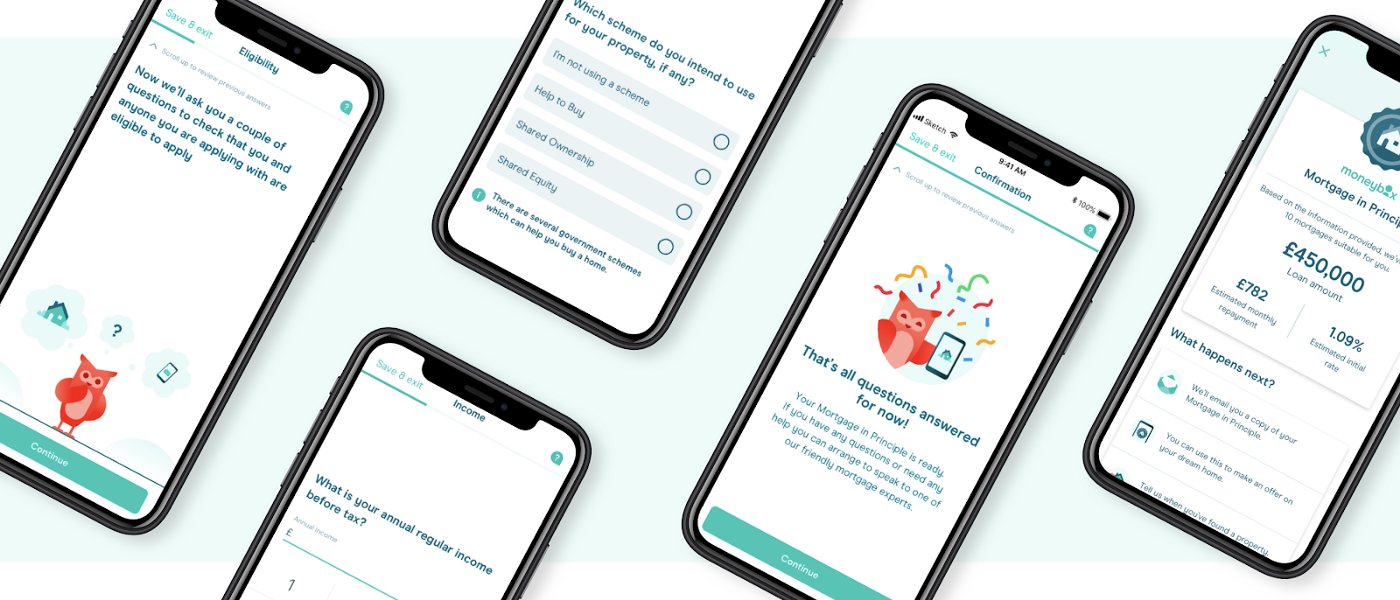 Save & exit
Eligibility
Scroll up to review previous answers
?
Now we'll ask you a couple of
questions to check that you and
anyone you are applying with are
eligible to apply
?
Continue
Which scheme do you intend to use
for your property, if any?
I'm not using a scheme
Help to Buy
Shared Ownership
Shared Equity
i
There are several government schemes
which can help you buy a home.
Save & exit
Income
?
What is your annual regular income
before tax?
Annual income
£
1
Sketch
9:41 AM
100%
Save & exit
Confirmation
Scroll up to review previous answers
?
That's all questions answered
for now!
Your Mortgage in Principle is ready.
If you have any questions or need any
help you can arrange to speak to one of
our friendly mortgage experts.
Continue
moneybox
Mortgage in Princip
Based on the information provided, we'v
10 mortgages suitable for you.
£450,000
Loan amount
£782
Estimated monthly
repayment
1.09%
Estimated initial
rate
What happens next?
We'll email you a copy of your
Mortgage in Principle.
You can use this to make an offer on
your dream home.
Tell us when you've found a property.